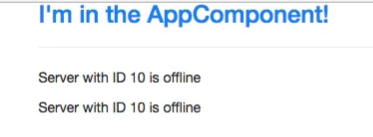 I'm in the AppComponent!
Server with ID 10 is offline
Server with ID 10 is offline